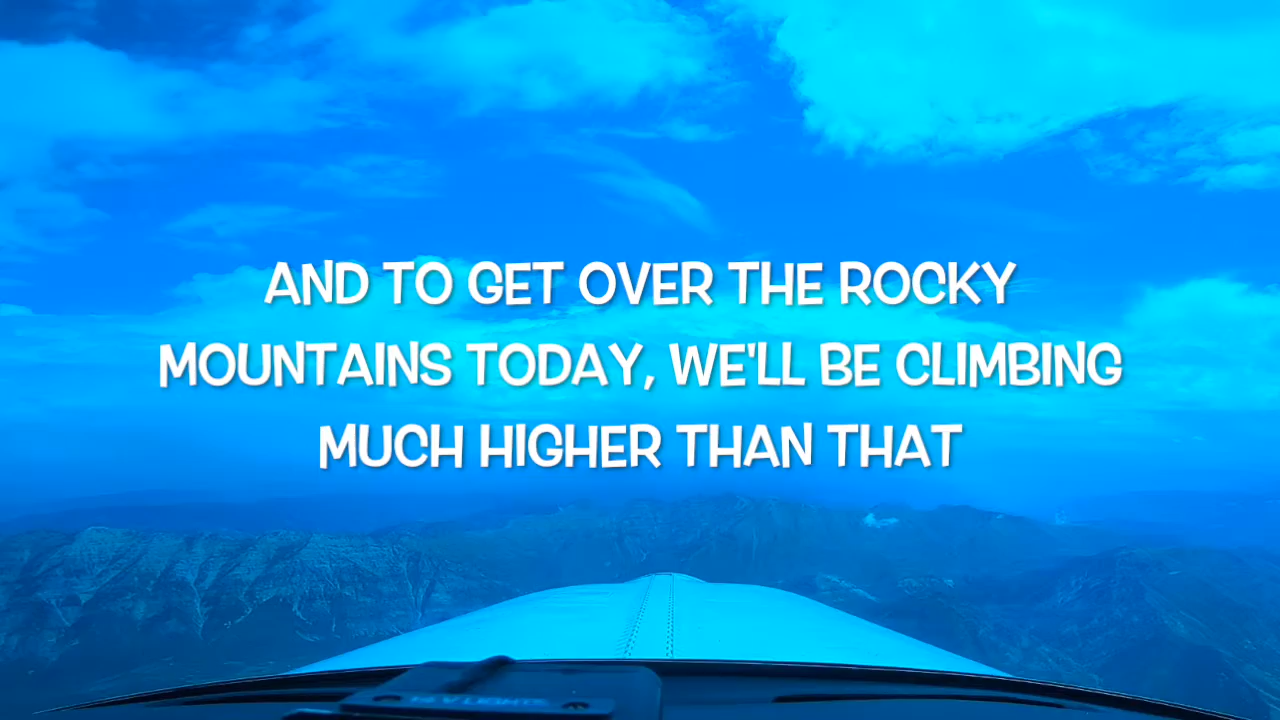 AND TO GET OVER THE ROCKY
MOUNTAINS TODAY, WE'LL BE CLIMBING
MUCH HIGHER THAN THAT